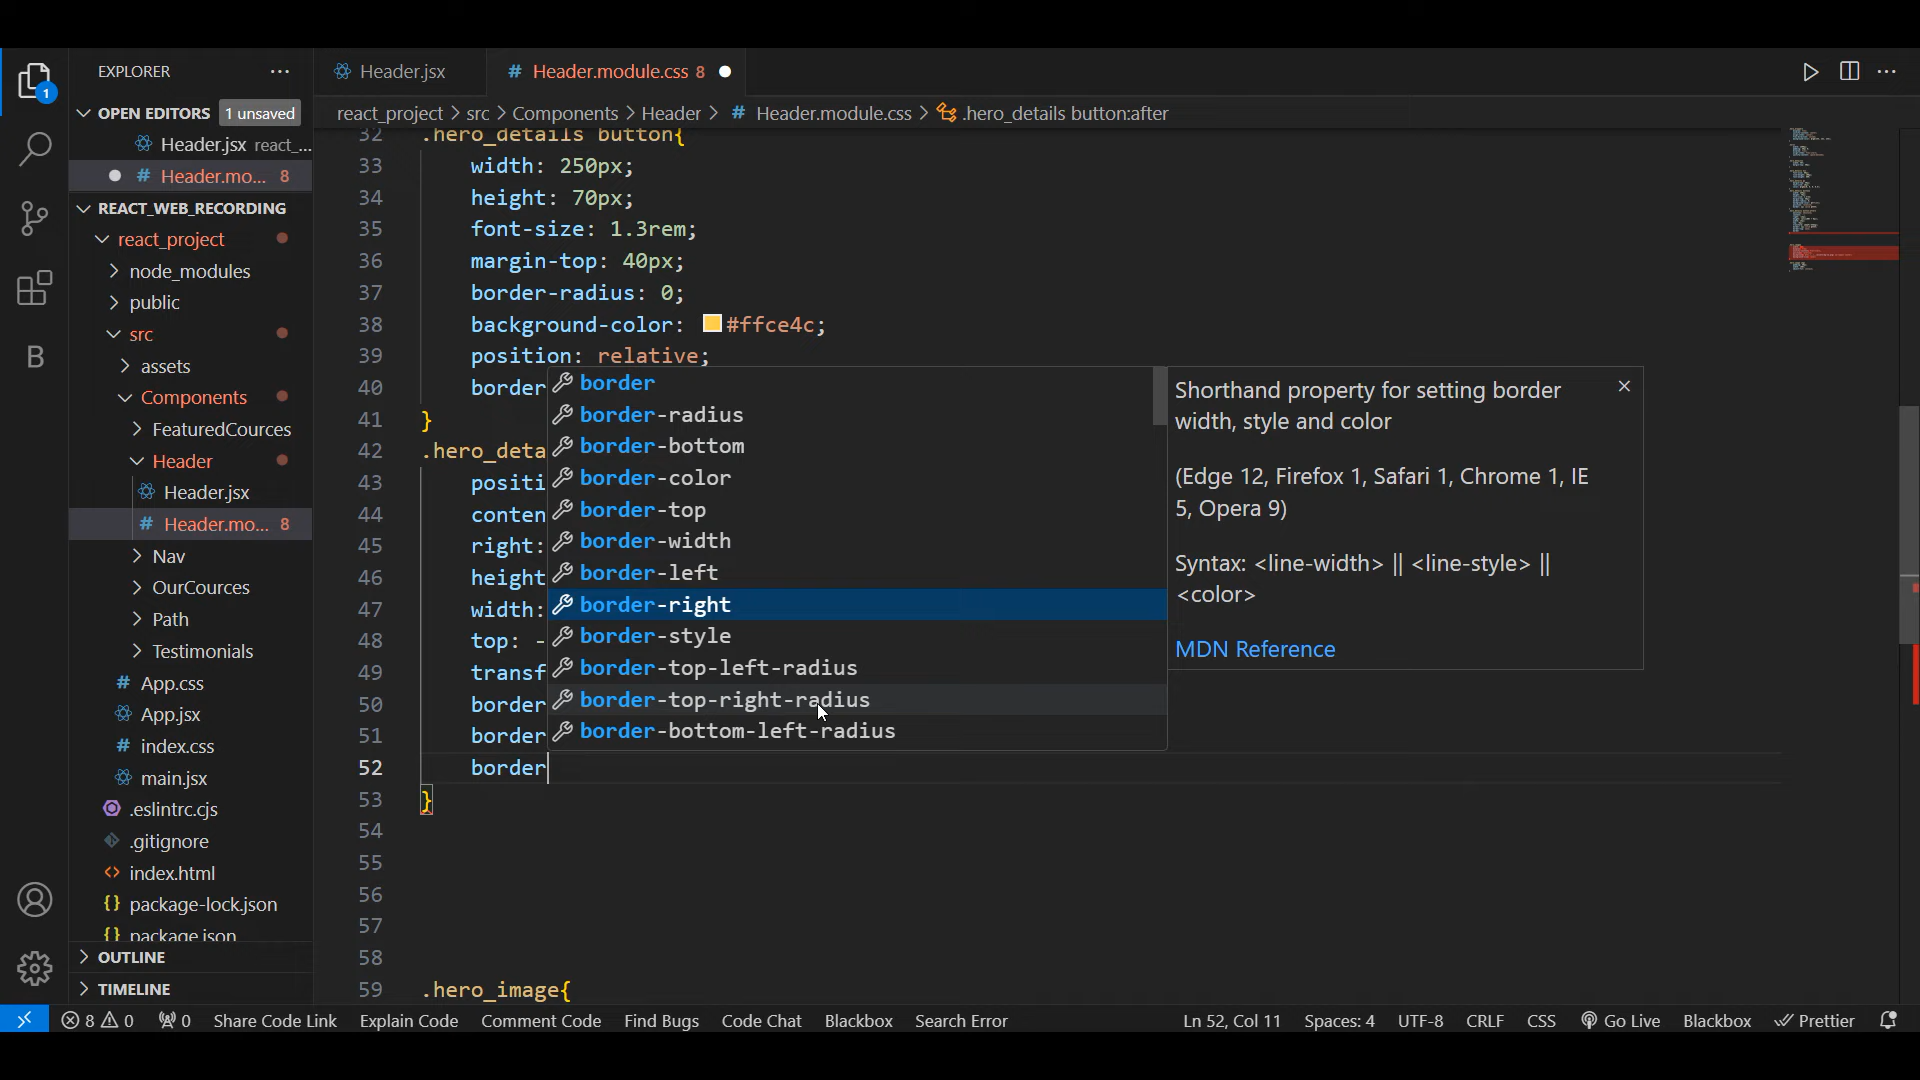 EXPLORER ···
Header.jsx
# Header.module.css 8
1
OPEN EDITORS 1 unsaved
react_project > src > Components > Header > # Header.module.css > .hero_details button:after
Header.jsx react_...
# Header.mo... 8
REACT_WEB_RECORDING
react_project
node_modules
public
src
assets
Components
FeaturedCources
Header
Header.jsx
# Header.mo... 8
Nav
OurCources
Path
Testimonials
# App.css
App.jsx
# index.css
main.jsx
.eslintrc.cjs
.gitignore
<> index.html
{} package-lock.json
{} package.json
OUTLINE
TIMELINE
B
32 .hero_details button{
33 width: 250px;
34 height: 70px;
35 font-size: 1.3rem;
36 margin-top: 40px;
37 border-radius: 0;
38 background-color: #ffce4c;
39 position: relative;
40 border
41 }
42 .hero_deta
43 positi
44 conten
45 right:
46 height
47 width:
48 top: -
49 transf
50 border
51 border
52 border
53 }
54
55
56
57
58
59 .hero_image{
border
border-radius
border-bottom
border-color
border-top
border-width
border-left
border-right
border-style
border-top-left-radius
border-top-right-radius
border-bottom-left-radius
Shorthand property for setting border
width, style and color
(Edge 12, Firefox 1, Safari 1, Chrome 1, IE
5, Opera 9)
Syntax: <line-width> || <line-style> ||
<color>
MDN Reference
8 0 0 Share Code Link Explain Code Comment Code Find Bugs Code Chat Blackbox Search Error Ln 52, Col 11 Spaces: 4 UTF-8 CRLF CSS Go Live Blackbox Prettier